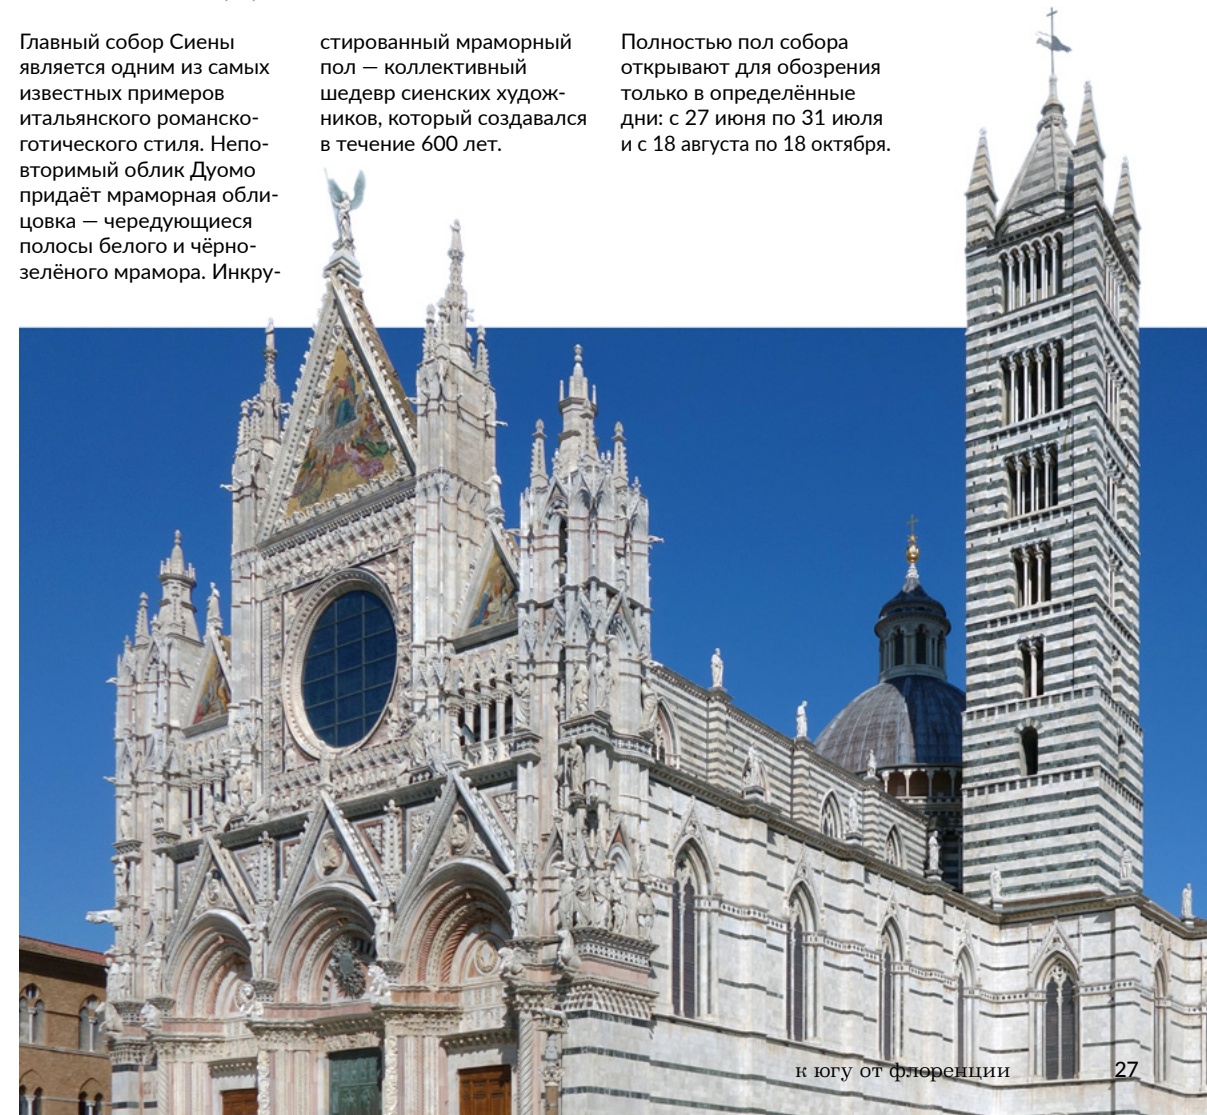 Главный собор Сиены
является одним из самых
известных примеров
итальянского романско-
готического стиля. Непо-
вторимый облик Дуомо
придаёт мраморная обли-
цовка — чередующиеся
полосы белого и чёрно-
зелёного мрамора. Инкру-
стированный мраморный
пол — коллективный
шедевр сиенских худож-
ников, который создавался
в течение 600 лет.
Полностью пол собора
открывают для обозрения
только в определённые
дни: с 27 июня по 31 июля
и с 18 августа по 18 октября.
к югу от флоренции
27